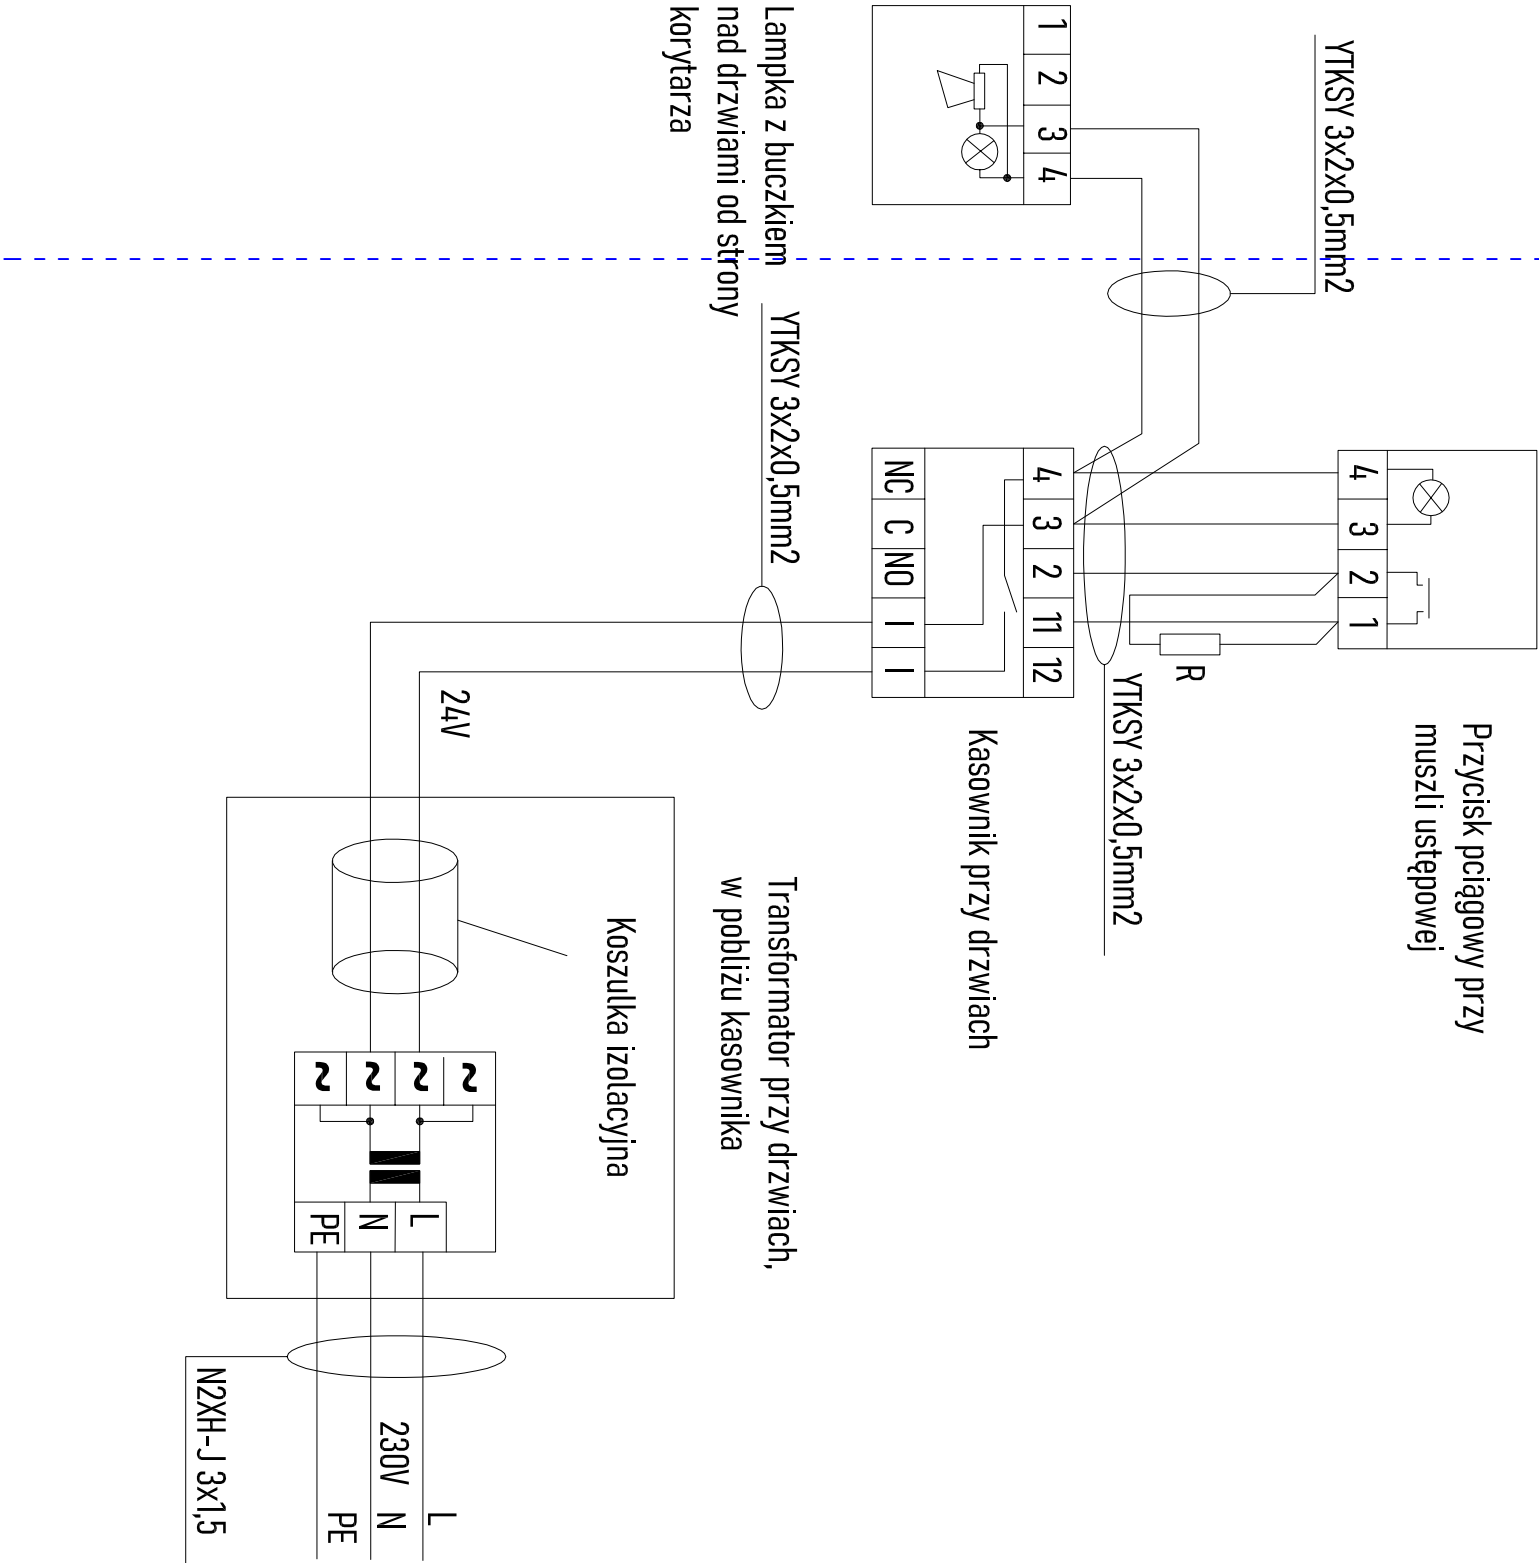 YTKSY 3x2x0,5mm2
1
2
3
4
Lampka z buczkiem
nad drzwiami od strony
korytarza
Przycisk pciągowy przy
muszli ustępowej
4
3
2
1
R
YTKSY 3x2x0,5mm2
4
3
2
11
12
NC
C
NO
I
I
Kasownik przy drzwiach
YTKSY 3x2x0,5mm2
24V
Transformator przy drzwiach,
w pobliżu kasownika
Koszulka izolacyjna
~
~
~
~
L
N
PE
L
230V
N
PE
N2XH-J 3x1,5